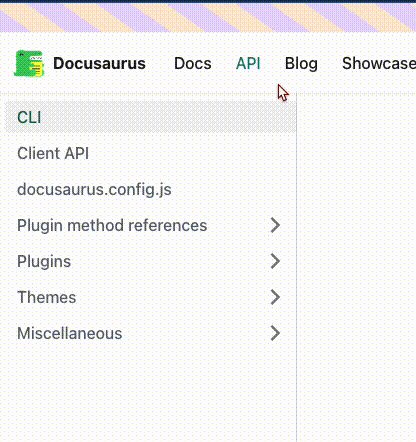 Docusaurus Docs API Blog Showcase
CLI
Client API
docusaurus.config.js
Plugin method references
Plugins
Themes
Miscellaneous